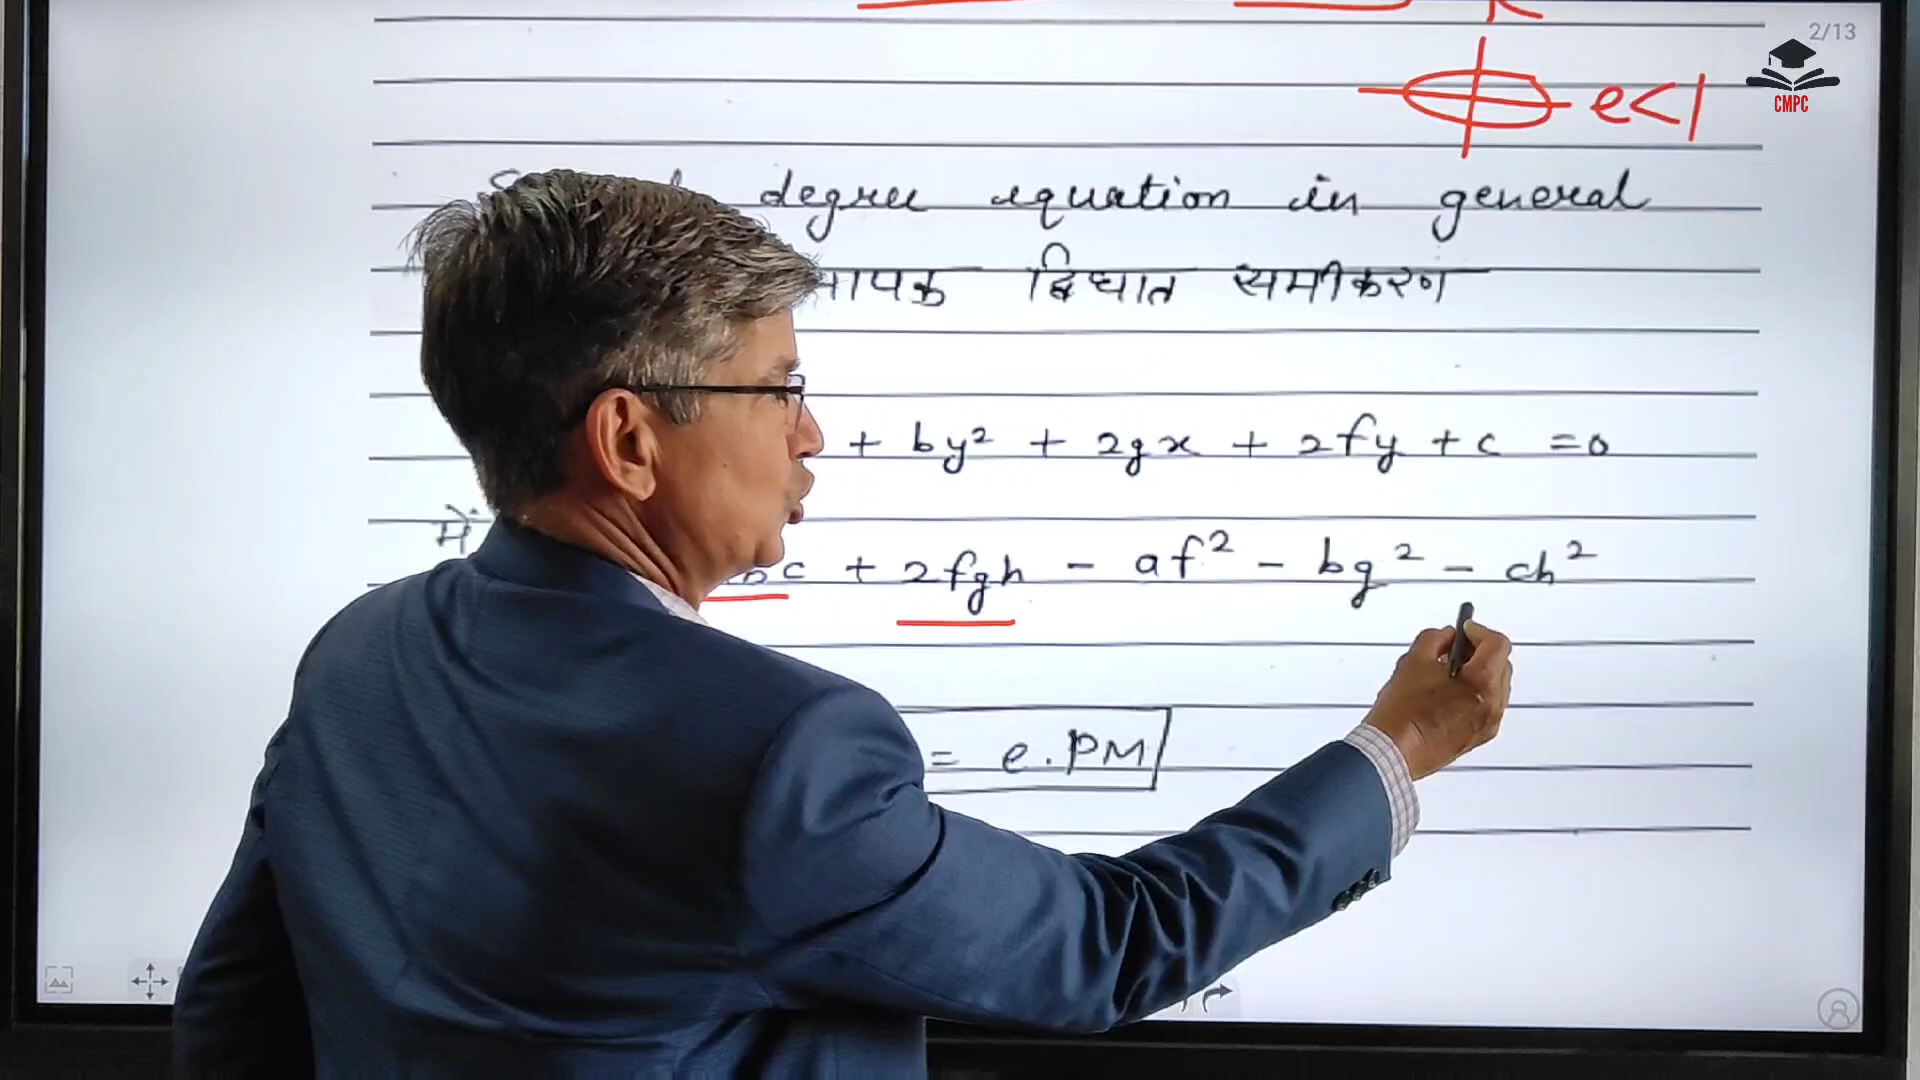 2/13
CMPC
e<1
degree equation in general
द्विघात समीकरण
+ by² + 2gx + 2fy + c = 0
में
c + 2fgh - af² - bg² - ch²
= e.PM